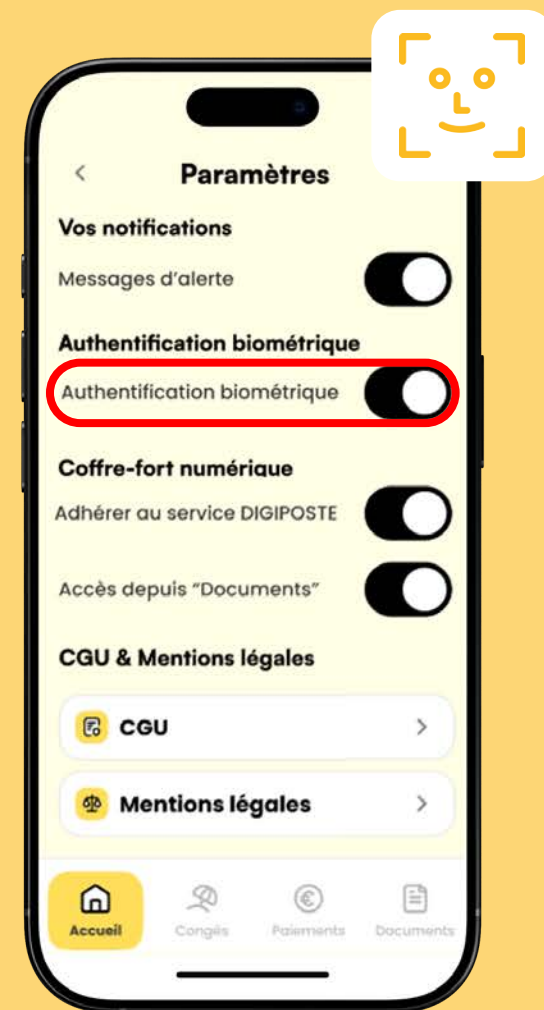 Paramètres
Vos notifications
Messages d'alerte
Authentification biométrique
Authentification biométrique
Coffre-fort numérique
Adhérer au service DIGIPOSTE
Accès depuis "Documents"
CGU & Mentions légales
CGU
Mentions légales
Accueil Congés Paiements Documents